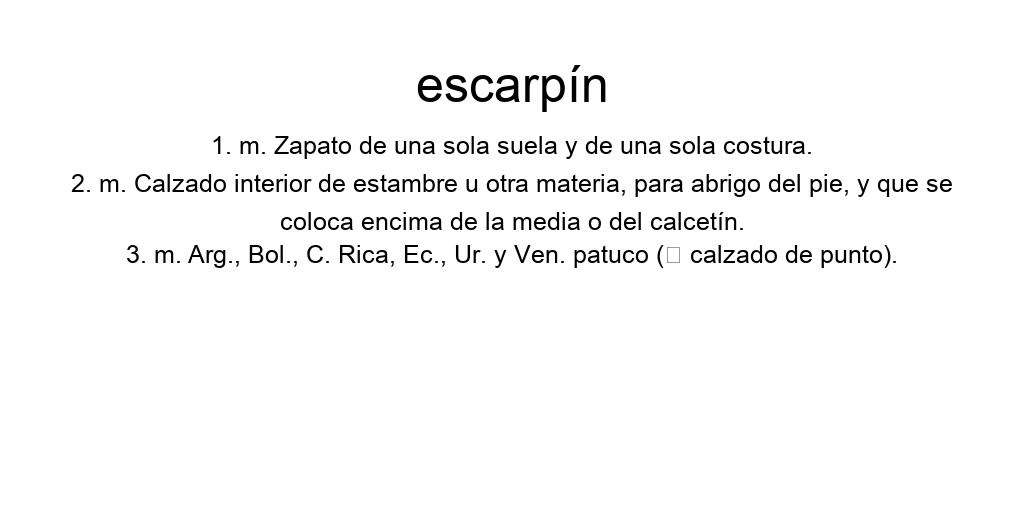 escarpín
1. m. Zapato de una sola suela y de una sola costura.
2. m. Calzado interior de estambre u otra materia, para abrigo del pie, y que se
coloca encima de la media o del calcetín.
3. m. Arg., Bol., C. Rica, Ec., Ur. y Ven. patuco (▯ calzado de punto).